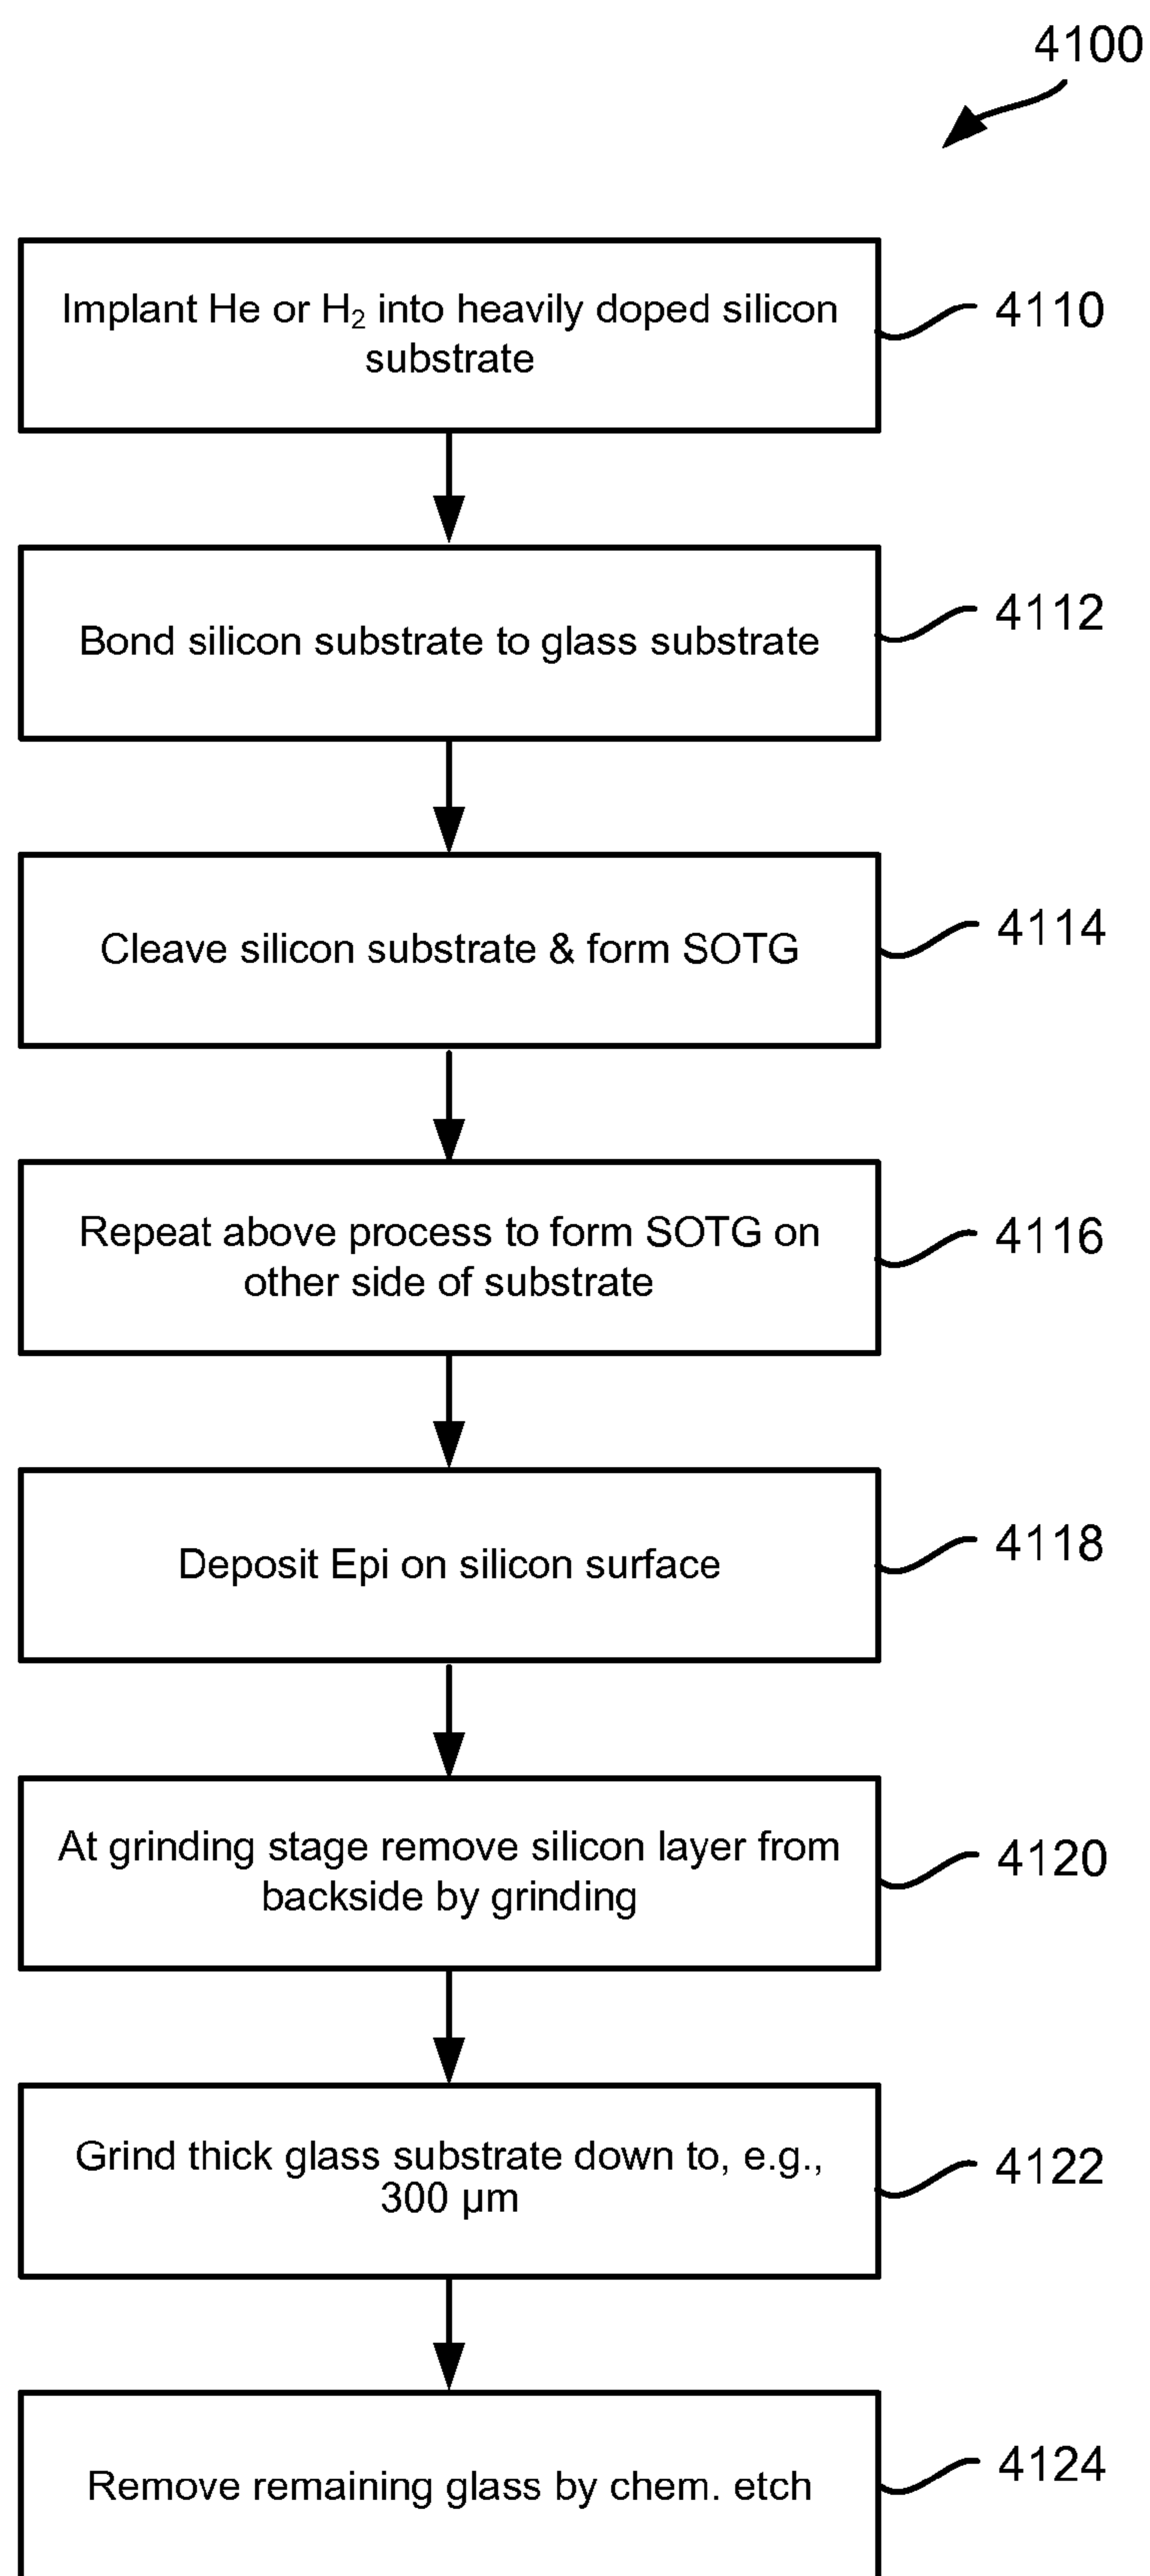 4100
Implant He or H₂ into heavily doped silicon
substrate
4110
Bond silicon substrate to glass substrate
4112
Cleave silicon substrate & form SOTG
4114
Repeat above process to form SOTG on
other side of substrate
4116
Deposit Epi on silicon surface
4118
At grinding stage remove silicon layer from
backside by grinding
4120
Grind thick glass substrate down to, e.g.,
300 µm
4122
Remove remaining glass by chem. etch
4124